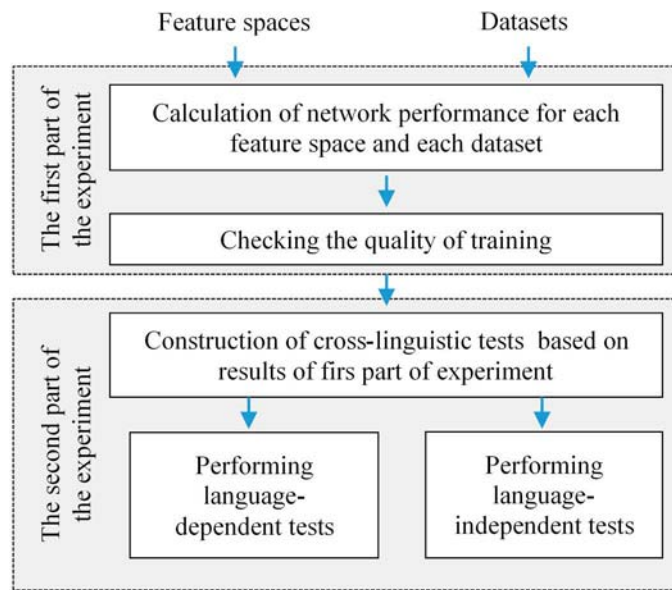 Feature spaces
Datasets
The first part of
the experiment
Calculation of network performance for each
feature space and each dataset
Checking the quality of training
The second part of
the experiment
Construction of cross-linguistic tests based on
results of firs part of experiment
Performing
language-
dependent tests
Performing
language-
independent tests